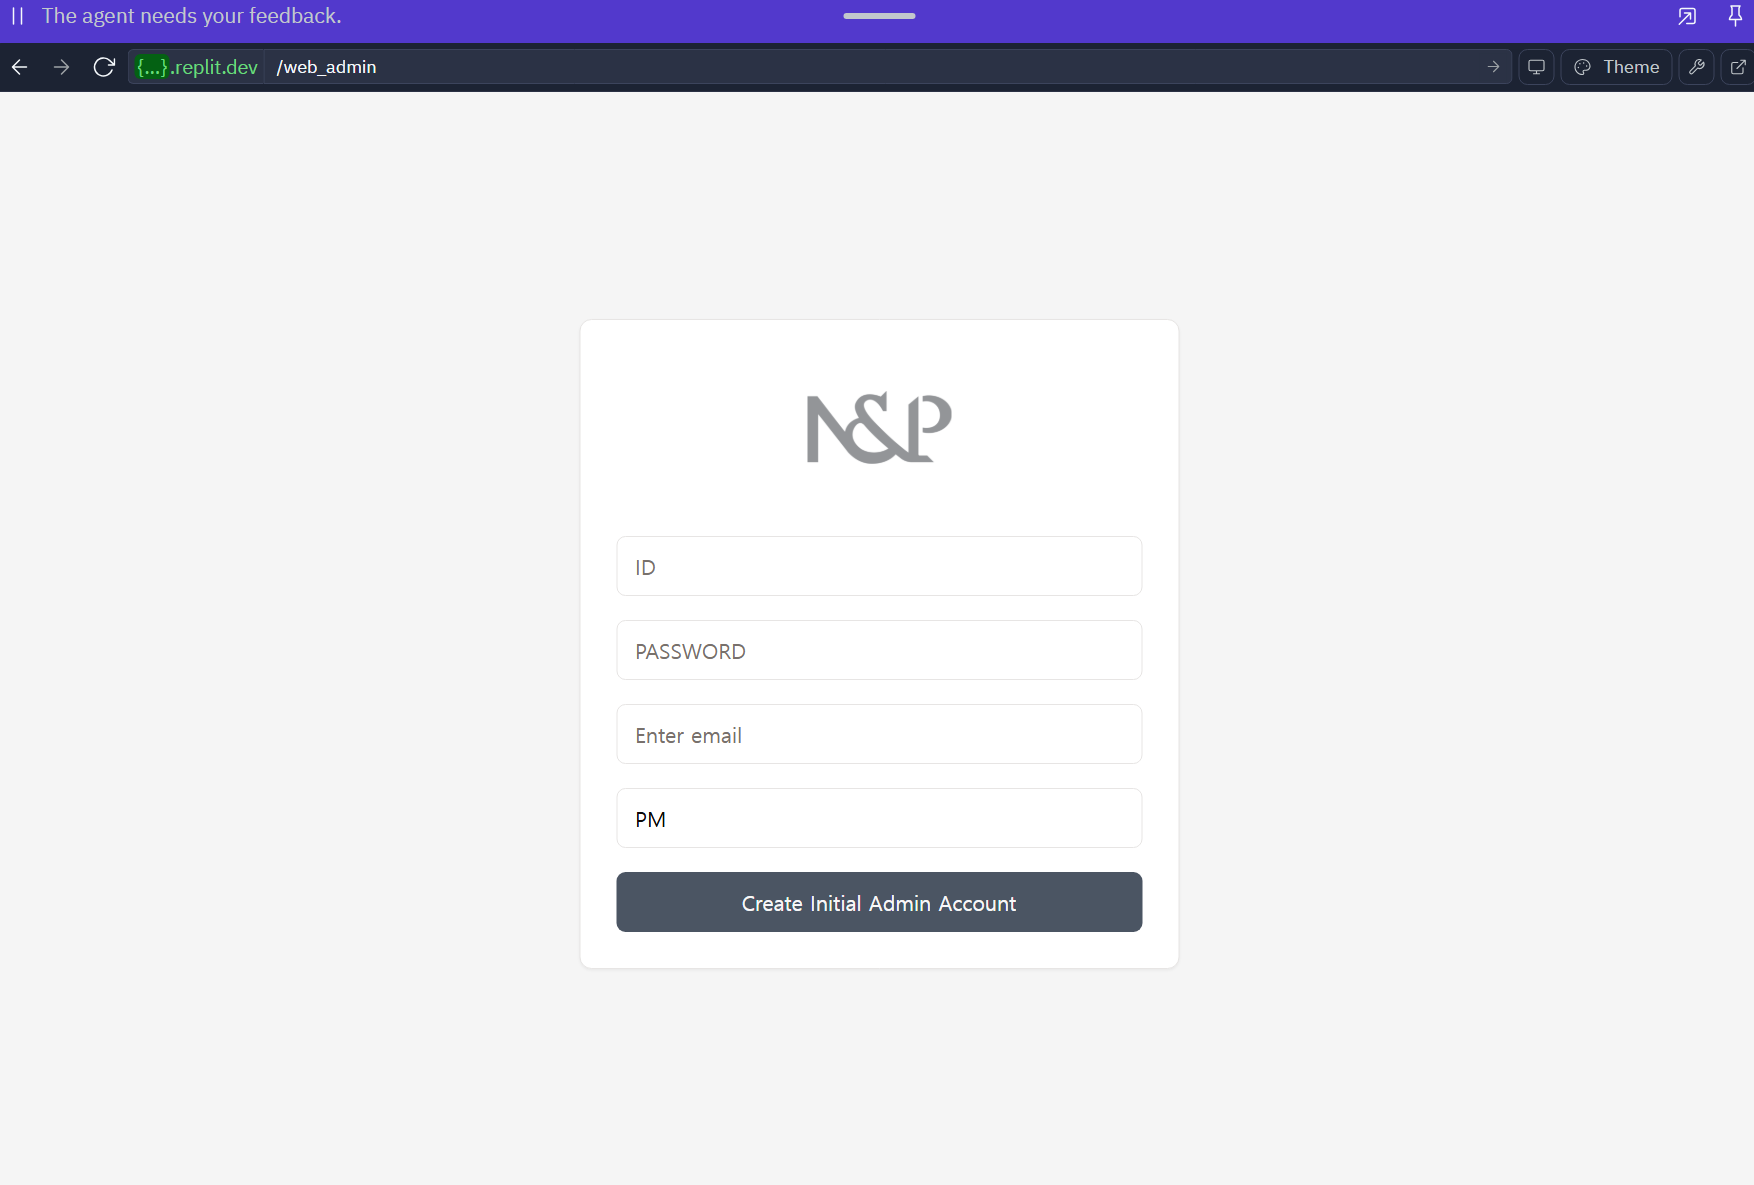 The agent needs your feedback.
{...}.replit.dev /web_admin
Theme
N&P
ID
PASSWORD
Enter email
PM
Create Initial Admin Account